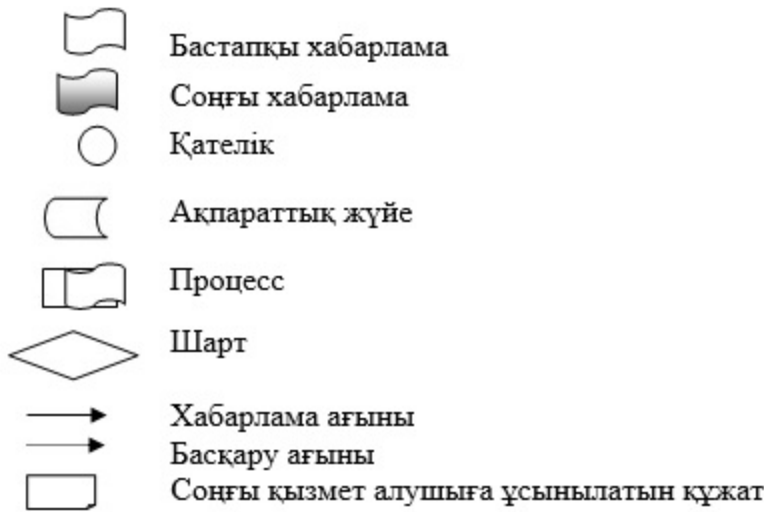 Бастапқы хабарлама
Соңғы хабарлама
Қателік
Ақпараттық жүйе
Процесс
Шарт
Хабарлама ағыны
Басқару ағыны
Соңғы қызмет алушыға ұсынылатын құжат